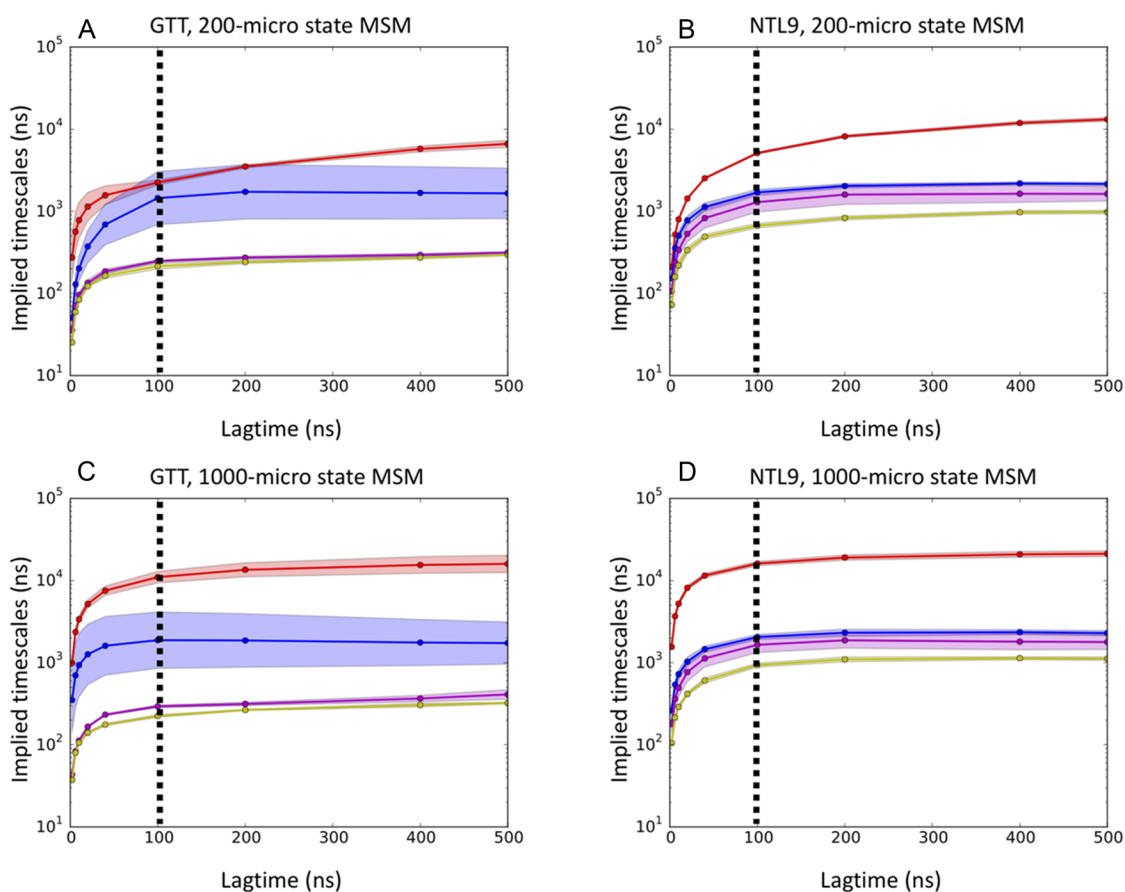 A GTT, 200-micro state MSM
10^5
10^4
10^3
10^2
10^1
Implied timescales (ns)
0 100 200 300 400 500
Lagtime (ns)
B NTL9, 200-micro state MSM
10^5
10^4
10^3
10^2
10^1
Implied timescales (ns)
0 100 200 300 400 500
Lagtime (ns)
C GTT, 1000-micro state MSM
10^5
10^4
10^3
10^2
10^1
Implied timescales (ns)
0 100 200 300 400 500
Lagtime (ns)
D NTL9, 1000-micro state MSM
10^5
10^4
10^3
10^2
10^1
Implied timescales (ns)
0 100 200 300 400 500
Lagtime (ns)